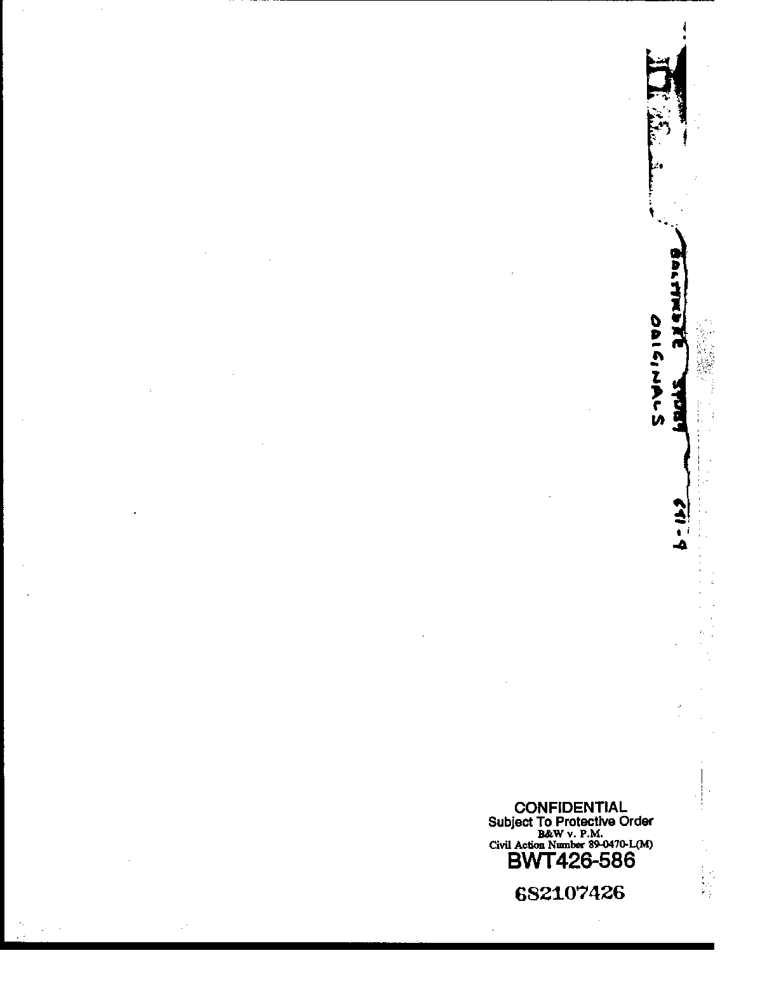 BALTIMORE STUDY 691-9
ORIGINALS
CONFIDENTIAL
Subject To Protective Order
B&W v. P.M.
Civil Action Number 89-0470-L(M)
BWT426-586
682107426